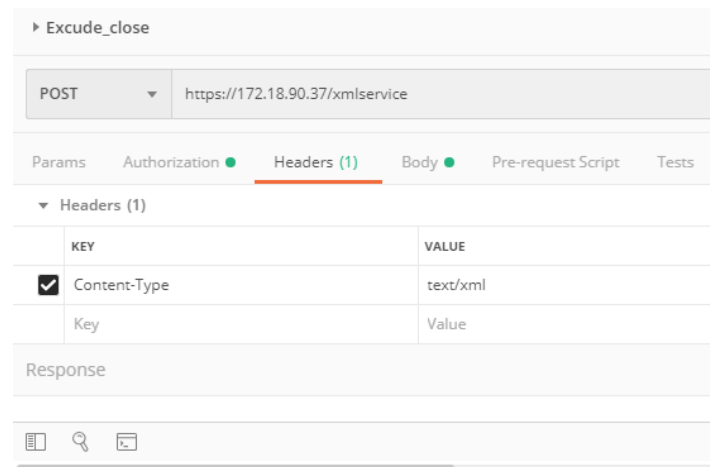 Excude_close
POST https://172.18.90.37/xmlservice
Params Authorization Headers (1) Body Pre-request Script Tests
Headers (1)
KEY VALUE
Content-Type text/xml
Key Value
Response